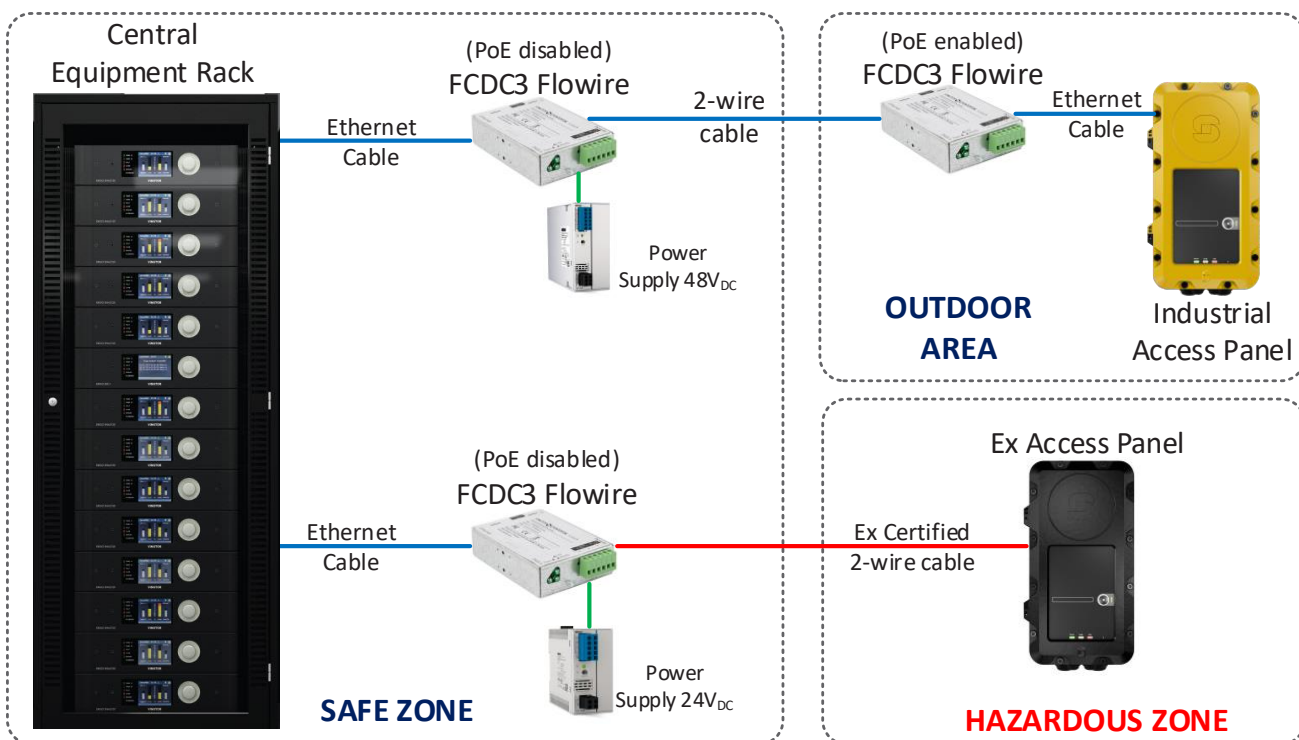 Central
Equipment Rack
(PoE disabled)
FCDC3 Flowire
Ethernet
Cable
2-wire
cable
Power
Supply 48VDC
(PoE enabled)
FCDC3 Flowire
Ethernet
Cable
OUTDOOR
AREA
Industrial
Access Panel
(PoE disabled)
FCDC3 Flowire
Ethernet
Cable
Power
Supply 24VDC
SAFE ZONE
Ex Access Panel
Ex Certified
2-wire cable
HAZARDOUS ZONE